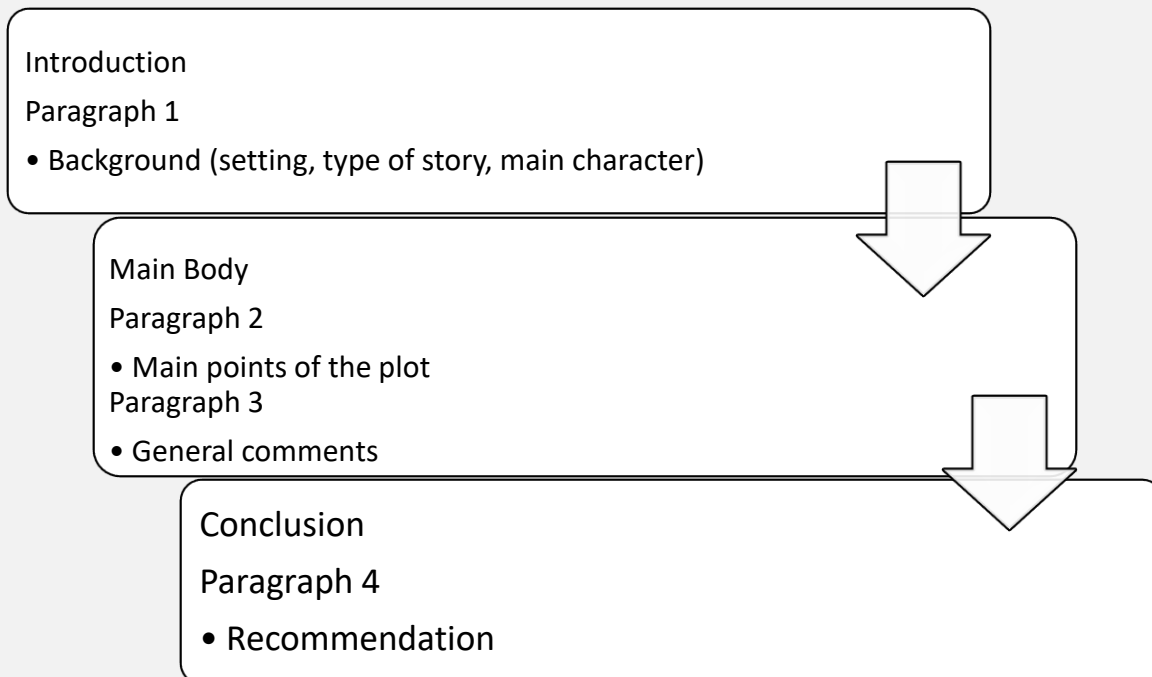 Introduction
Paragraph 1
• Background (setting, type of story, main character)
Main Body
Paragraph 2
• Main points of the plot
Paragraph 3
• General comments
Conclusion
Paragraph 4
• Recommendation